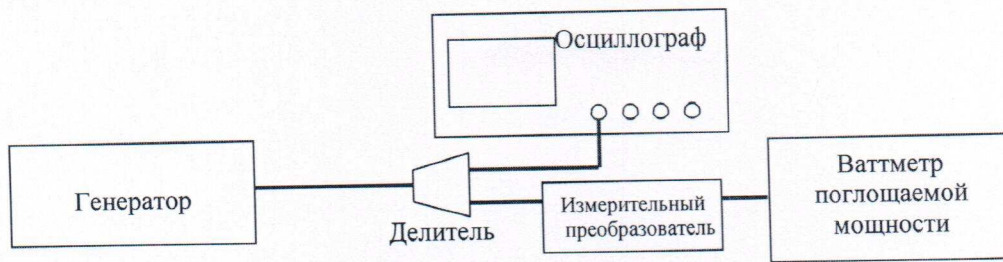 Осциллограф
Генератор
Делитель
Измерительный
преобразователь
Ваттметр
поглощаемой
мощности